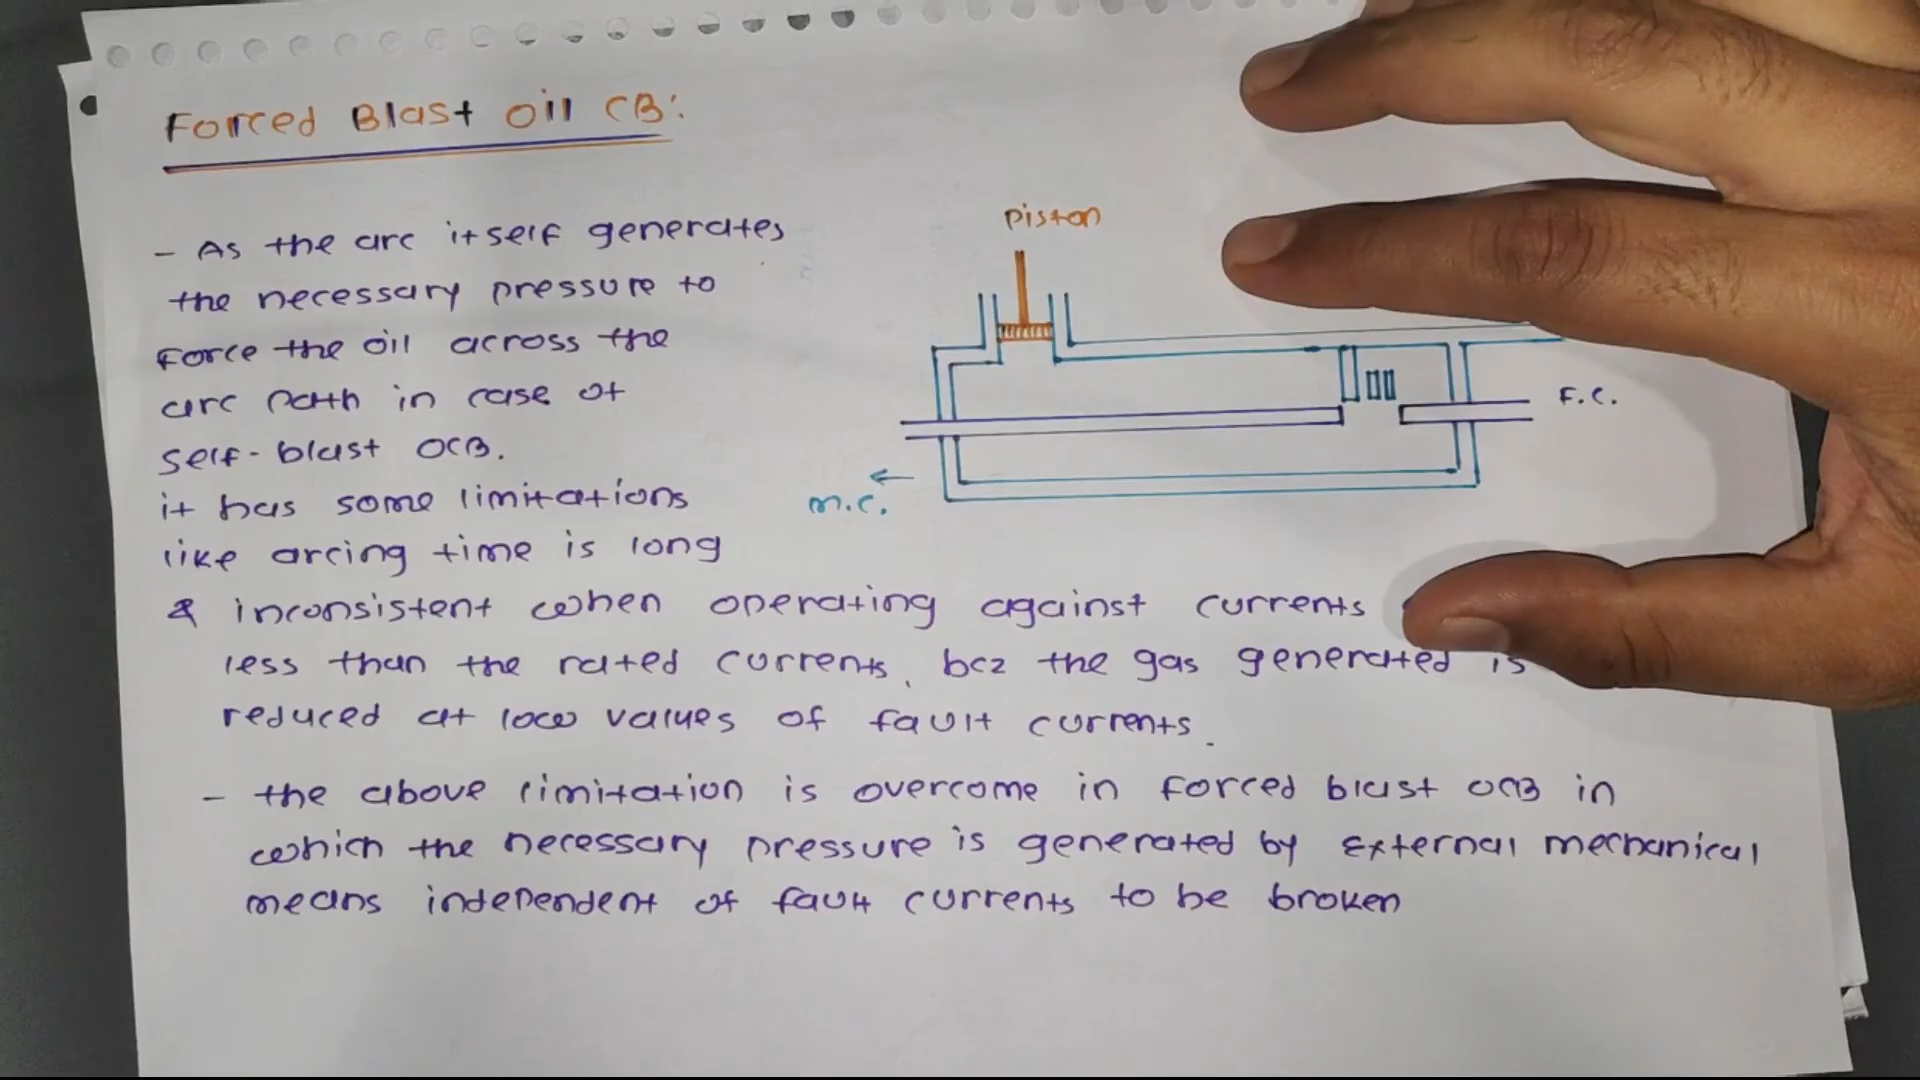 Forced Blast Oil CB:
- As the arc itself generates
the necessary pressure to
force the oil across the
arc path in case of
self-blast OCB.
it has some limitations
like arcing time is long
& inconsistent when operating against currents
less than the rated currents, bcz the gas generated is
reduced at low values of fault currents.
- the above limitation is overcome in forced blast OCB in
which the necessary pressure is generated by external mechanical
means independent of fault currents to be broken
Piston
F.C.
m.c.